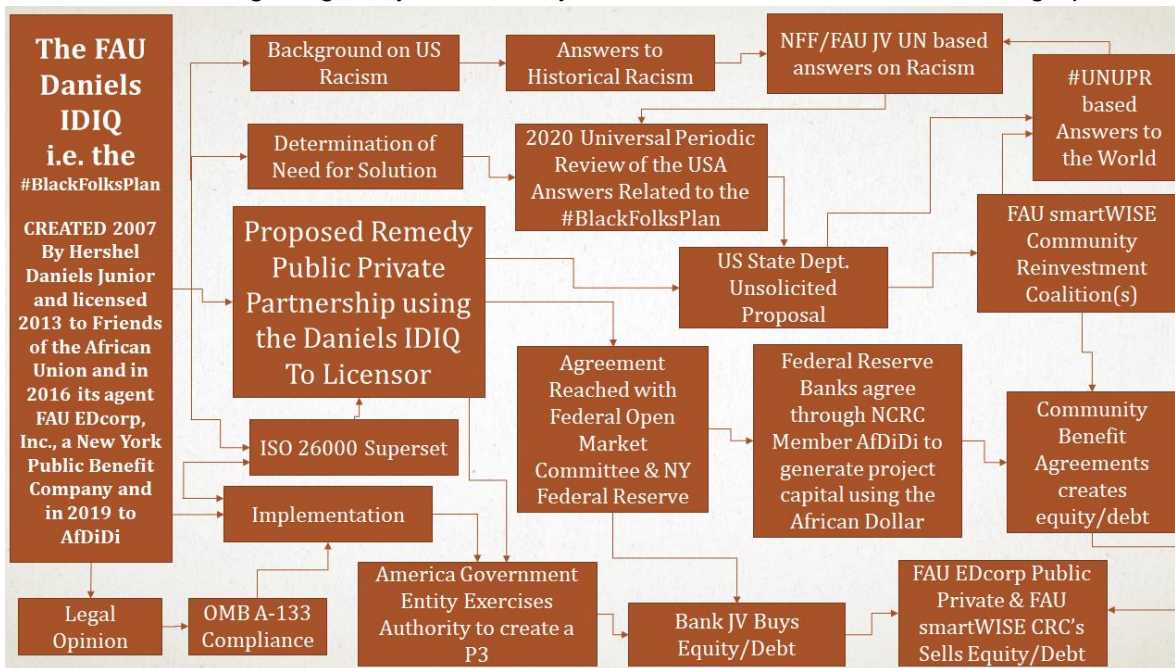 The FAU
Daniels
IDIQ
i.e. the
#BlackFolksPlan
CREATED 2007
By Hershel
Daniels Junior
and licensed
2013 to Friends
of the African
Union and in
2016 its agent
FAU EDcorp,
Inc., a New York
Public Benefit
Company and
in 2019 to
AfDiDi
Background on US
Racism
Answers to
Historical Racism
NFF/FAU JV UN based
answers on Racism
#UNUPR
based
Answers to
the World
Determination of
Need for Solution
2020 Universal Periodic
Review of the USA
Answers Related to the
#BlackFolksPlan
Proposed Remedy
Public Private
Partnership using
the Daniels IDIQ
To Licensor
US State Dept.
Unsolicited
Proposal
FAU smartWISE
Community
Reinvestment
Coalition(s)
Agreement
Reached with
Federal Open
Market
Committee & NY
Federal Reserve
Federal Reserve
Banks agree
through NCRC
Member AfDiDi to
generate project
capital using the
African Dollar
Community
Benefit
Agreements
creates
equity/debt
ISO 26000 Superset
Implementation
Legal
Opinion
OMB A-133
Compliance
America Government
Entity Exercises
Authority to create a
P3
Bank JV Buys
Equity/Debt
FAU EDcorp Public
Private & FAU
smartWISE CRC's
Sells Equity/Debt